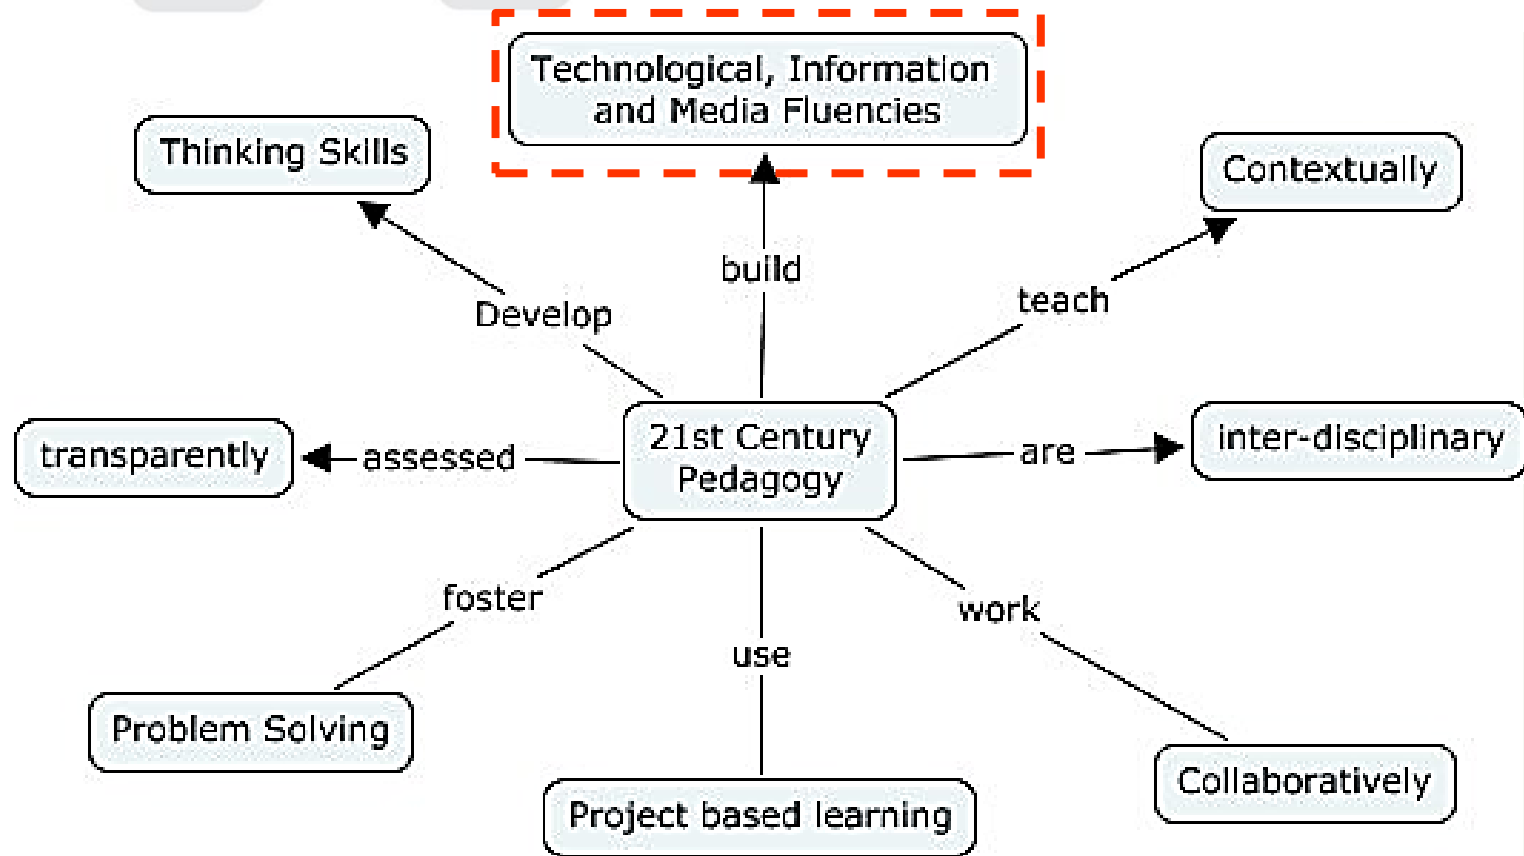 Technological, Information
and Media Fluencies
Thinking Skills
Contextually
build
teach
Develop
21st Century
Pedagogy
transparently
assessed
are
inter-disciplinary
foster
work
use
Problem Solving
Collaboratively
Project based learning